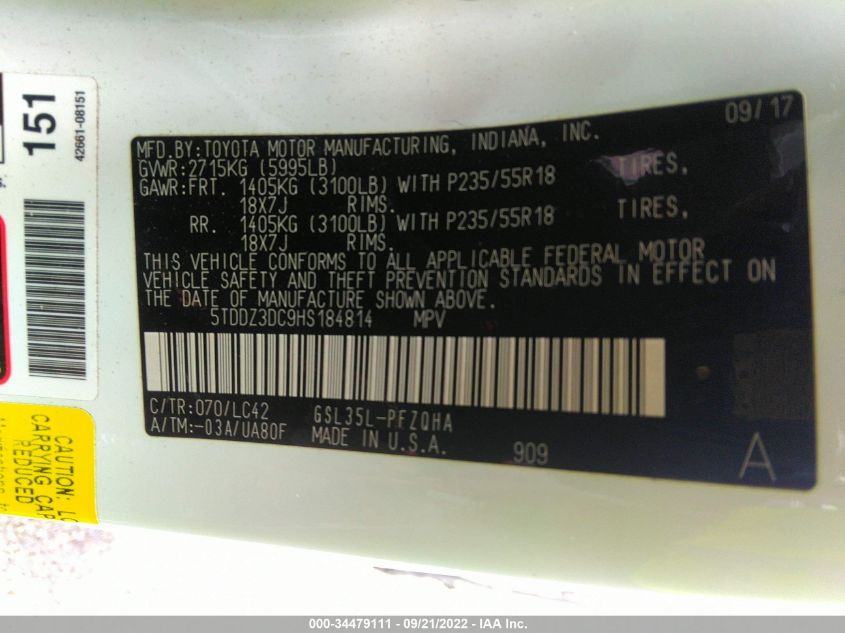 09/17
MFD.BY:TOYOTA MOTOR MANUFACTURING, INDIANA, INC.
GVWR:2715KG (5995LB)
GAWR:FRT. 1405KG (3100LB) WITH P235/55R18 TIRES,
18X7J RIMS.
RR. 1405KG (3100LB) WITH P235/55R18 TIRES,
18X7J RIMS.
THIS VEHICLE CONFORMS TO ALL APPLICABLE FEDERAL MOTOR
VEHICLE SAFETY AND THEFT PREVENTION STANDARDS IN EFFECT ON
THE DATE OF MANUFACTURE SHOWN ABOVE.
5TDDZ3DC9HS184814 MPV
C/TR:070/LC42 GSL35L-PFZQHA
A/TM:-03A/UA80F MADE IN U.S.A.
909
A
151
42661-08151
CAUTION:
CARRYING
REDUCED
000-34479111 - 09/21/2022 - IAA Inc.